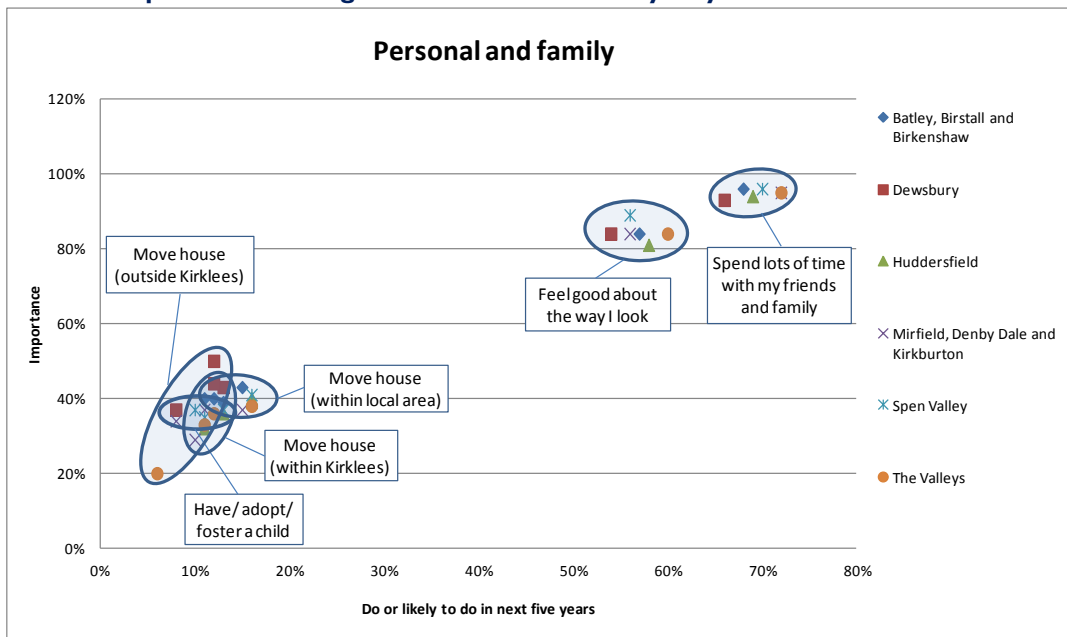 Personal and family
120%
100%
80%
60%
40%
20%
0%
Importance
0% 10% 20% 30% 40% 50% 60% 70% 80%
Do or likely to do in next five years
Move house
(outside Kirklees)
Feel good about
the way I look
Spend lots of time
with my friends
and family
Move house
(within local area)
Move house
(within Kirklees)
Have/ adopt/
foster a child
Batley, Birstall and
Birkenshaw
Dewsbury
Huddersfield
Mirfield, Denby Dale and
Kirkburton
Spen Valley
The Valleys